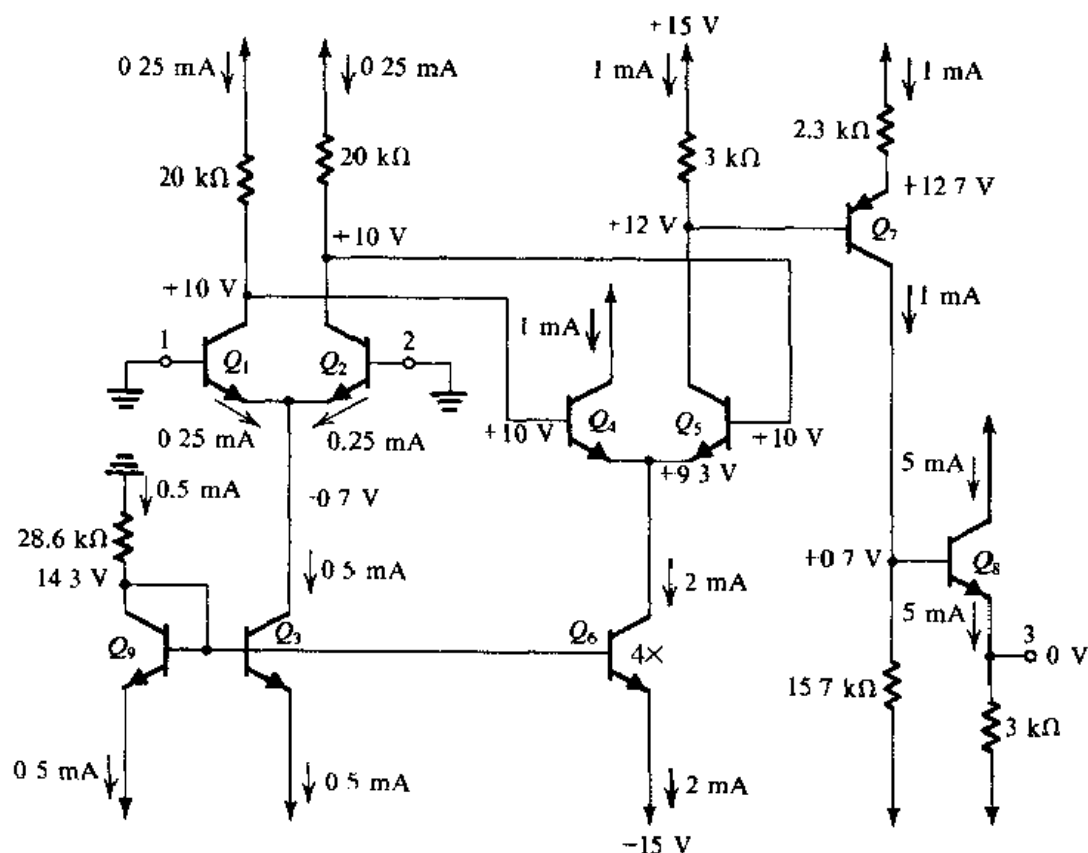 +15 V
0 25 mA
0 25 mA
1 mA
1 mA
20 kΩ
20 kΩ
3 kΩ
2.3 kΩ
+12 7 V
+10 V
+12 V
Q7
+10 V
1 mA
1 mA
1
2
Q1
Q2
Q4
Q5
0 25 mA
0.25 mA
+10 V
+10 V
+9 3 V
0.5 mA
-0 7 V
5 mA
28.6 kΩ
14 3 V
0 5 mA
2 mA
+0 7 V
Q8
5 mA
Q9
Q3
Q6
4×
3
0 V
15 7 kΩ
3 kΩ
0 5 mA
0 5 mA
2 mA
−15 V